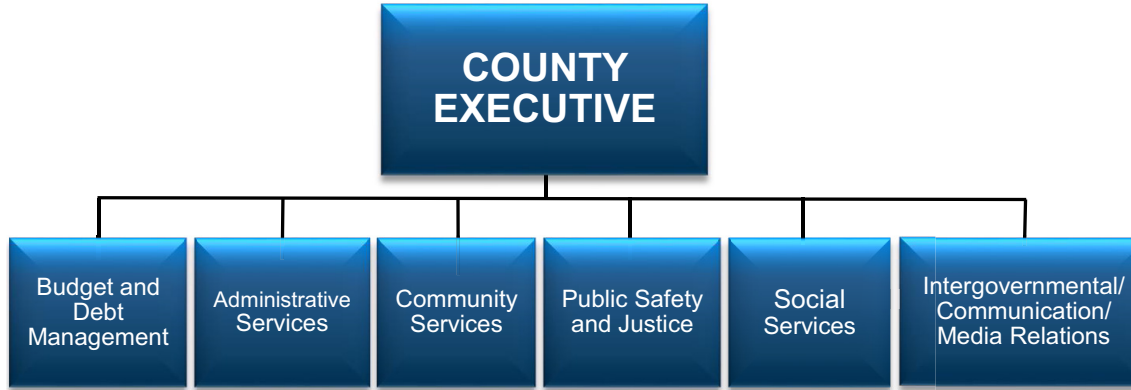 COUNTY
EXECUTIVE
Budget and
Debt
Management
Administrative
Services
Community
Services
Public Safety
and Justice
Social
Services
Intergovernmental/
Communication/
Media Relations